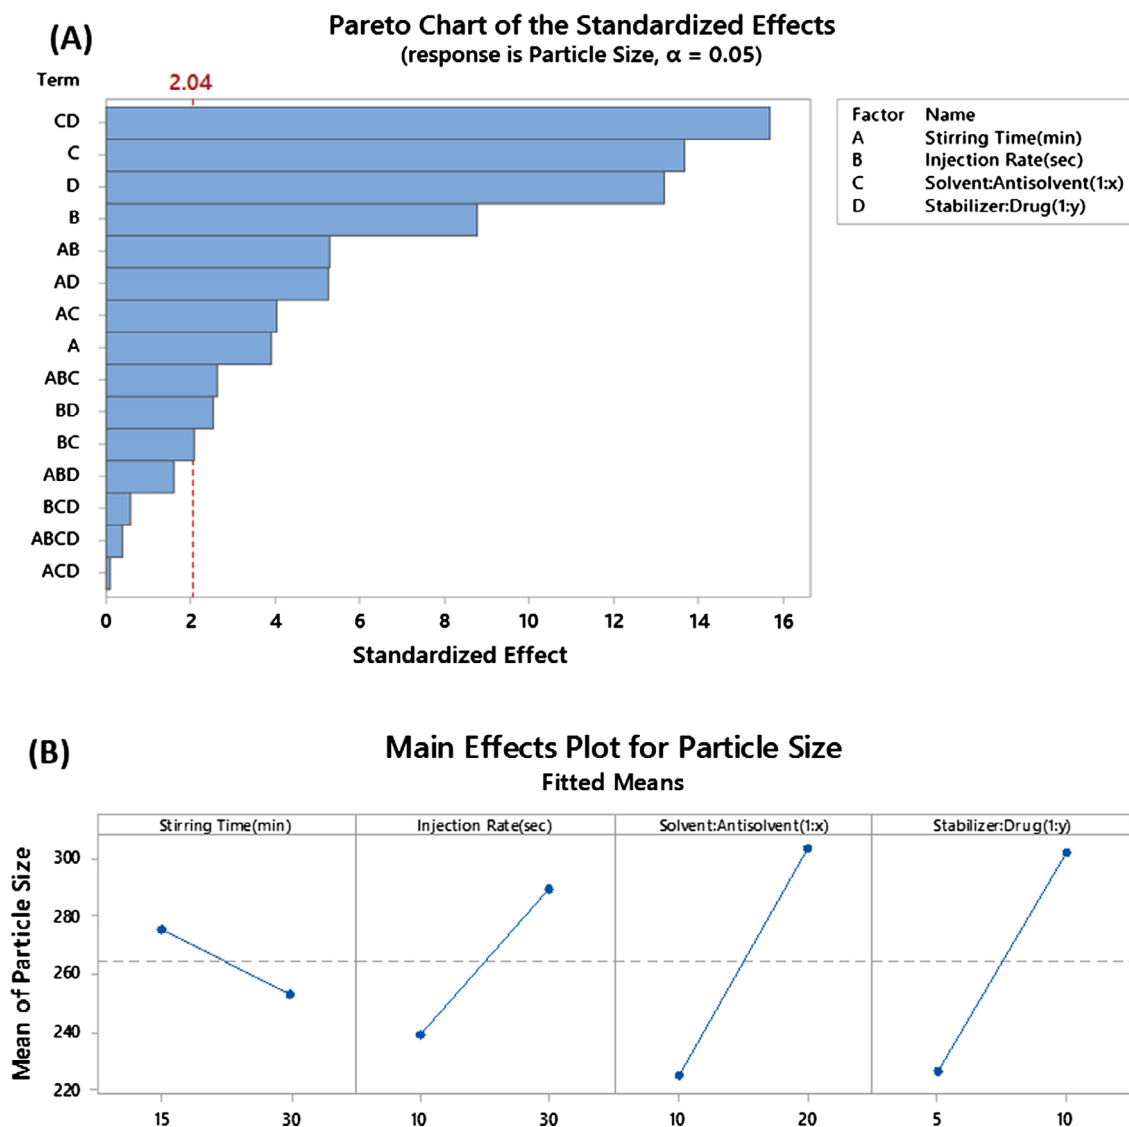 (A)
Pareto Chart of the Standardized Effects
(response is Particle Size, α = 0.05)
Term
2.04
CD
C
D
B
AB
AD
AC
A
ABC
BD
BC
ABD
BCD
ABCD
ACD
0 2 4 6 8 10 12 14 16
Standardized Effect
Factor Name
A Stirring Time(min)
B Injection Rate(sec)
C Solvent:Antisolvent(1:x)
D Stabilizer:Drug(1:y)
(B)
Main Effects Plot for Particle Size
Fitted Means
Stirring Time(min) Injection Rate(sec) Solvent:Antisolvent(1:x) Stabilizer:Drug(1:y)
Mean of Particle Size
300
280
260
240
220
15 30 10 30 10 20 5 10